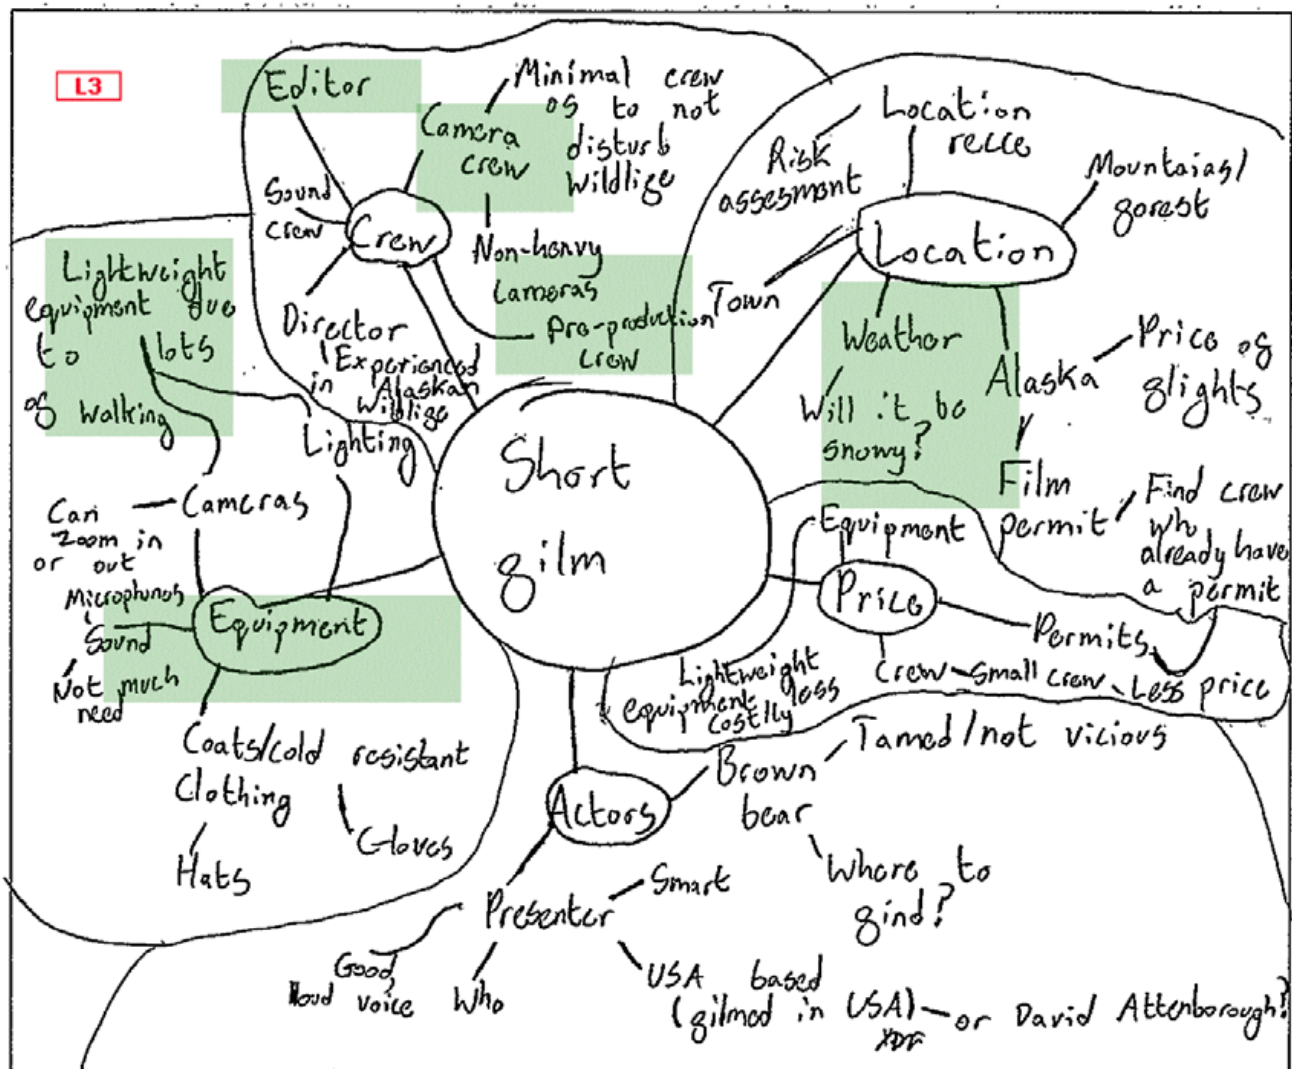 L3
Editor
Camera
crew
Minimal crew
as to not
disturb
wildlife
Sound
crew
Crew
Non-heavy
cameras
Pre-production
crew
Director
Experienced
in Alaskan
Wildlife
Location
recce
Risk
assesment
Mountains/
forest
Location
Town
Weather
Will it be
snowy?
Alaska
Price of
flights
Film
permit
Find crew
who
already have
a permit
Lightweight
equipment due
to lots
of walking
Lighting
Cameras
Can
zoom in
or out
Microphones
Sound
Not much
need
Equipment
Coats/cold resistant
Clothing
Hats
Gloves
Short
film
Equipment
Price
Permits
Crew
Small crew
Less price
Lightweight
equipment less
costlly
Actors
Brown
bear
Tamed/not vicious
Where to
find?
Presenter
Smart
Good,
loud voice
Who
USA based
(filmed in USA)
or David Attenborough?